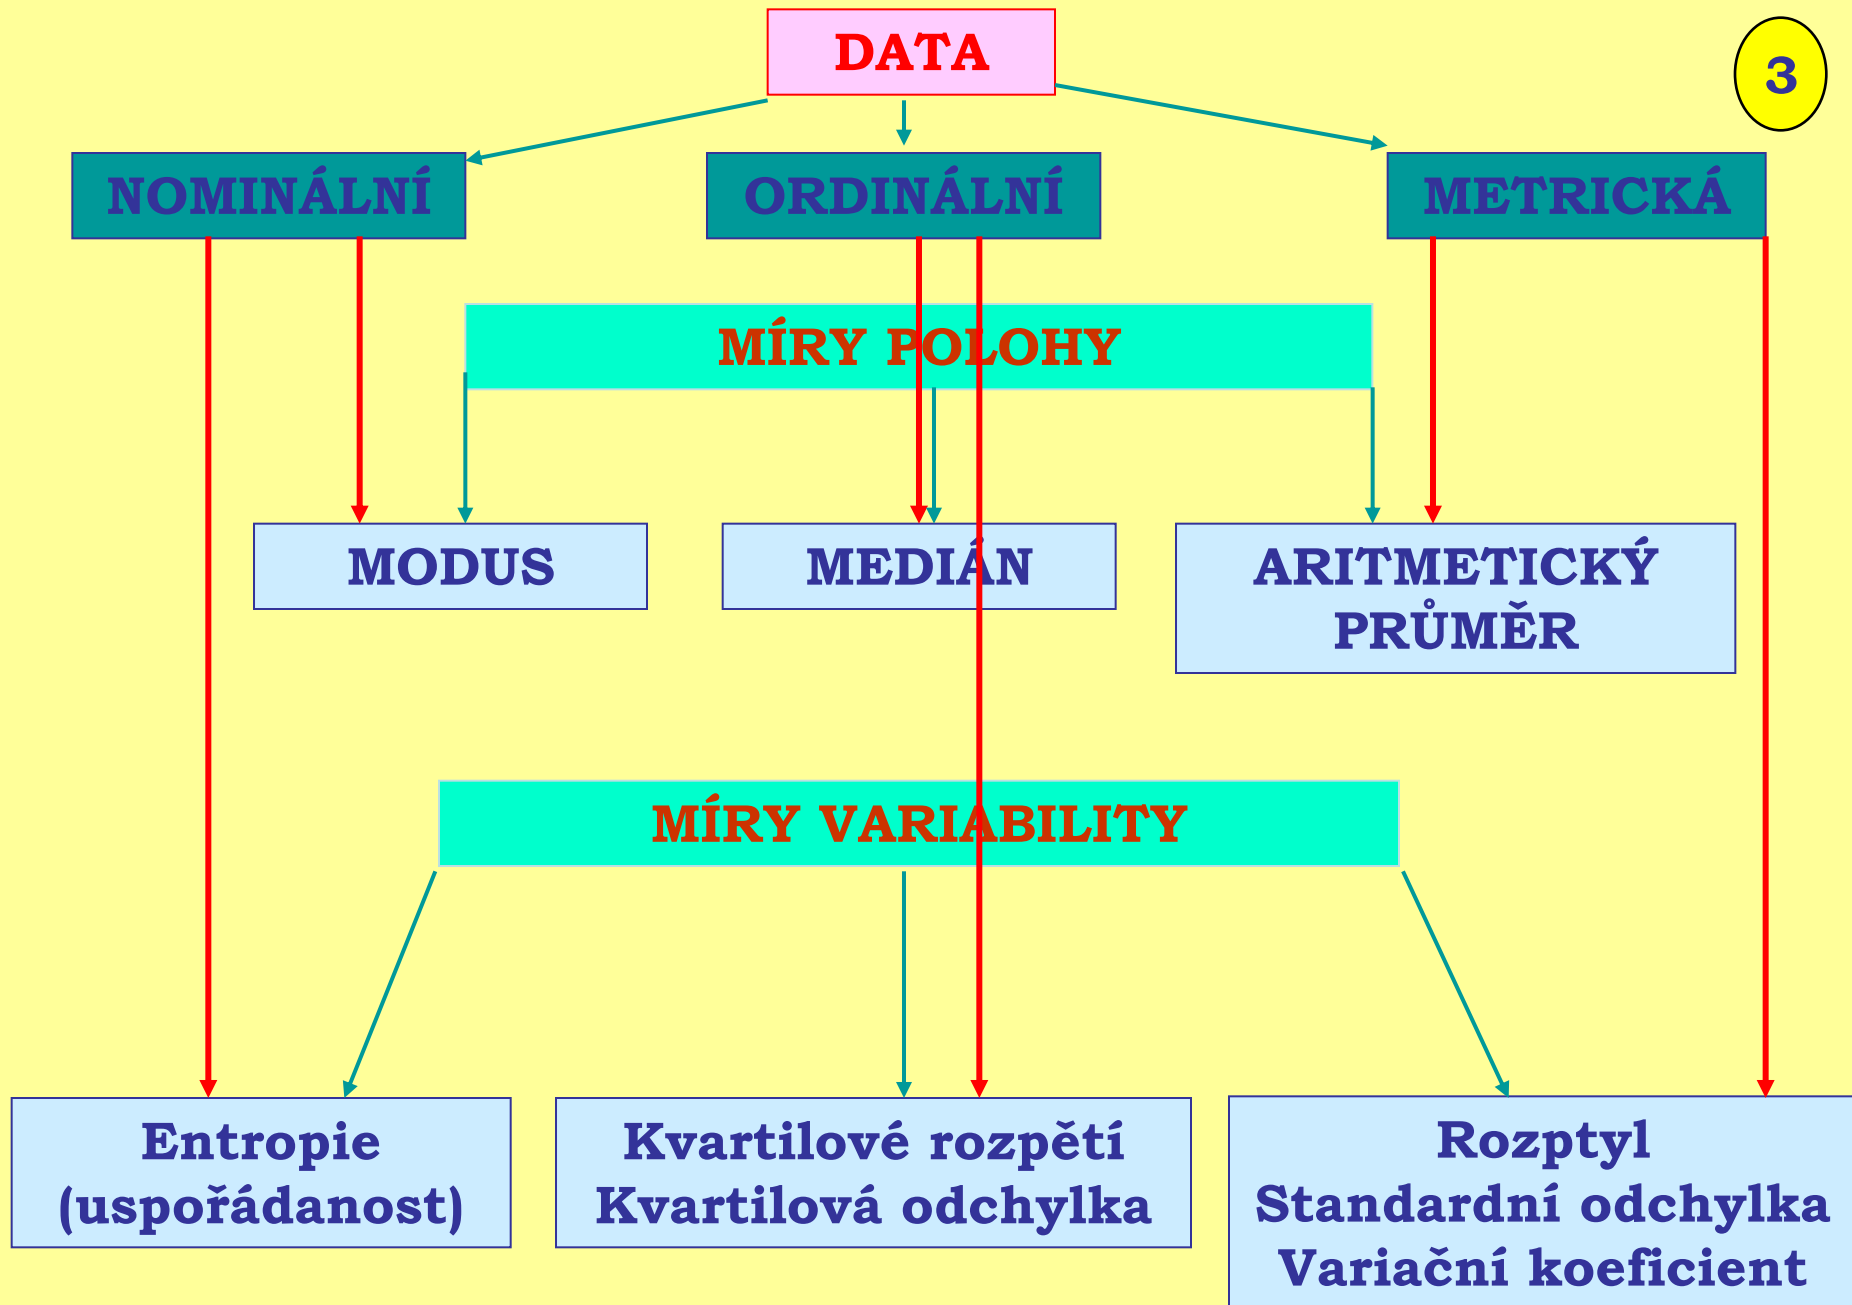 DATA
3
NOMINÁLNÍ
ORDINÁLNÍ
METRICKÁ
MÍRY POLOHY
MODUS
MEDIÁN
ARITMETICKÝ
PRŮMĚR
MÍRY VARIABILITY
Entropie
(uspořádanost)
Kvartilové rozpětí
Kvartilová odchylka
Rozptyl
Standardní odchylka
Variační koeficient